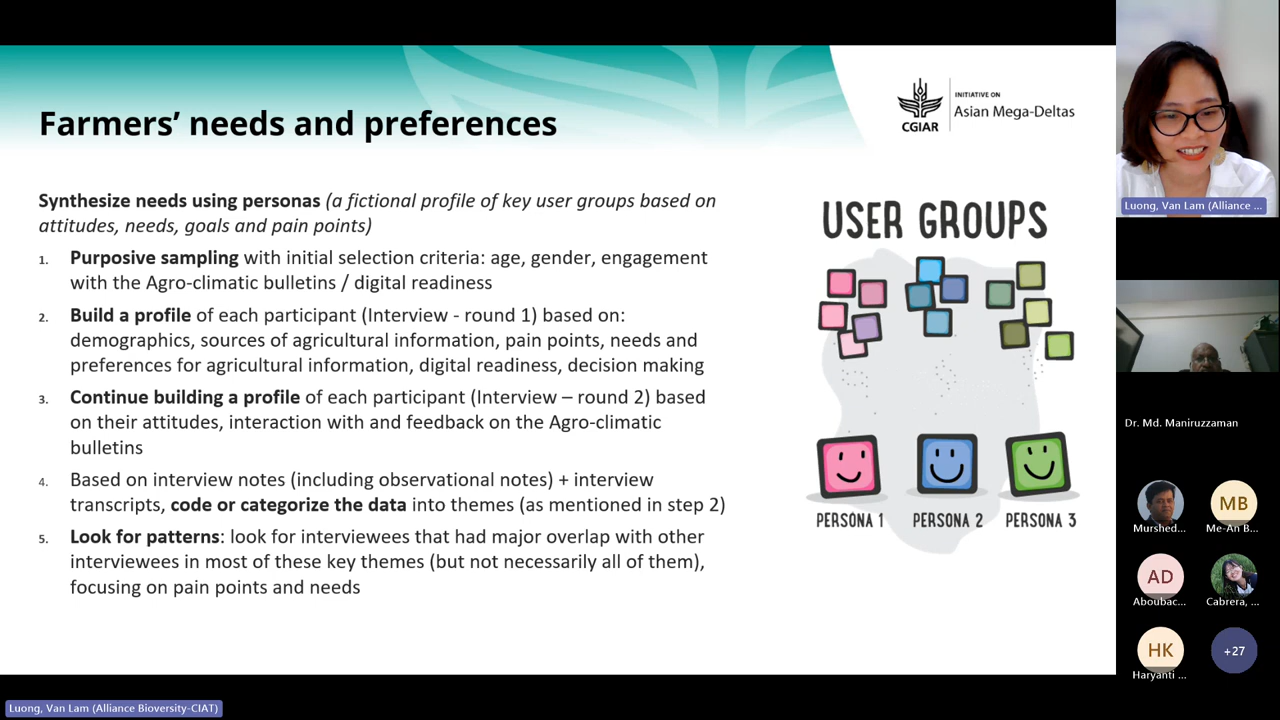 Farmers’ needs and preferences
INITIATIVE ON
Asian Mega-Deltas
CGIAR
Synthesize needs using personas (a fictional profile of key user groups based on
attitudes, needs, goals and pain points)
1. Purposive sampling with initial selection criteria: age, gender, engagement
with the Agro-climatic bulletins / digital readiness
2. Build a profile of each participant (Interview - round 1) based on:
demographics, sources of agricultural information, pain points, needs and
preferences for agricultural information, digital readiness, decision making
3. Continue building a profile of each participant (Interview – round 2) based
on their attitudes, interaction with and feedback on the Agro-climatic
bulletins
4. Based on interview notes (including observational notes) + interview
transcripts, code or categorize the data into themes (as mentioned in step 2)
5. Look for patterns: look for interviewees that had major overlap with other
interviewees in most of these key themes (but not necessarily all of them),
focusing on pain points and needs
USER GROUPS
PERSONA 1 PERSONA 2 PERSONA 3
Luong, Van Lam (Alliance ...
Dr. Md. Maniruzzaman
MB
Murshed... Me-An B...
AD
Aboubac... Cabrera, ...
HK +27
Haryanti ...
Luong, Van Lam (Alliance Bioversity-CIAT)